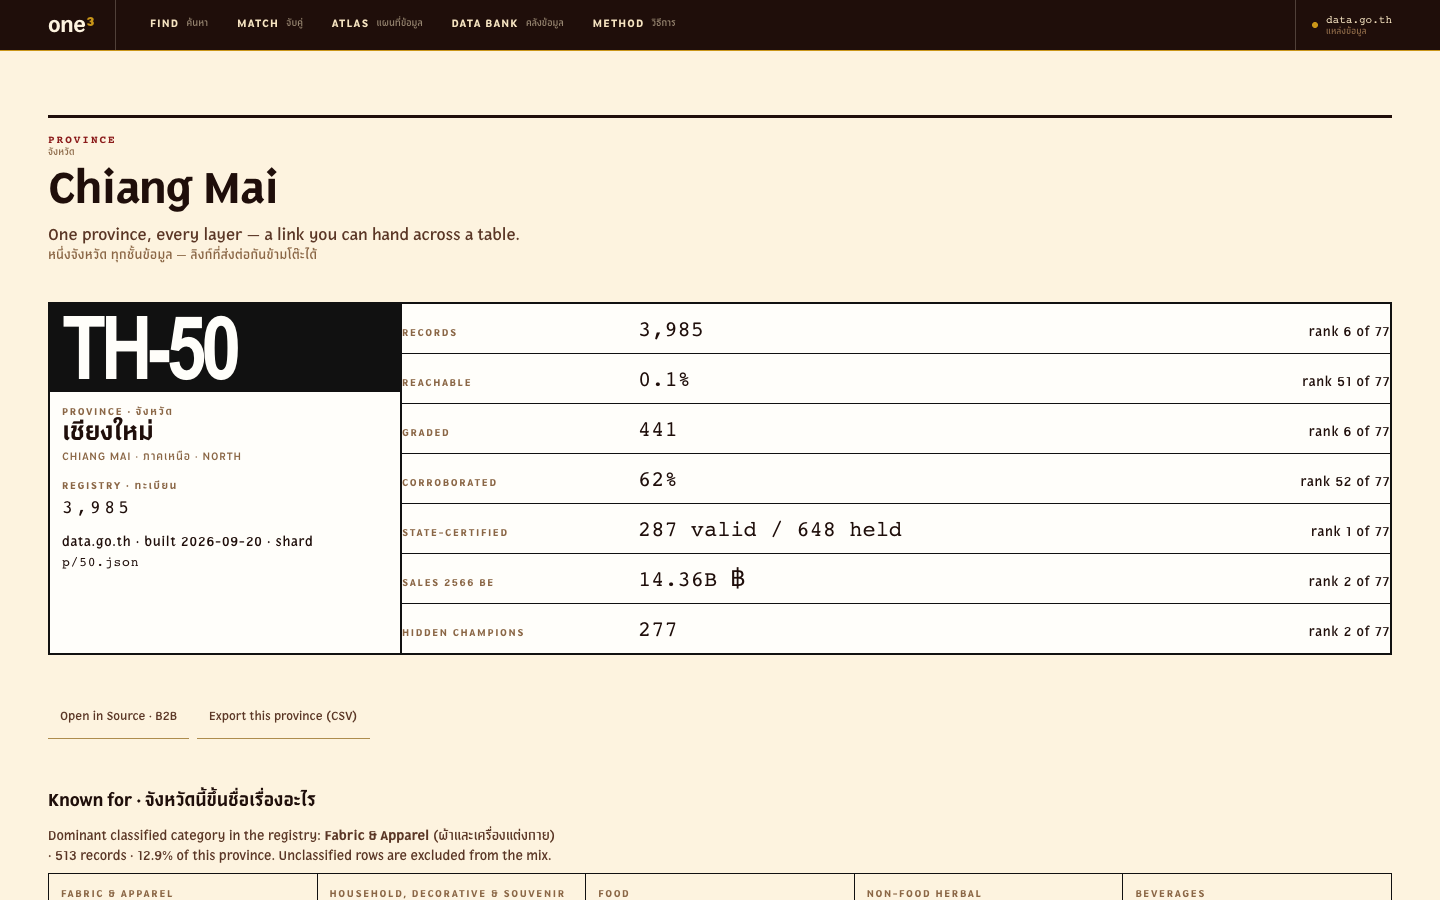 one³
FIND ค้นหา
MATCH จับคู่
ATLAS แผนที่ข้อมูล
DATA BANK คลังข้อมูล
METHOD วิธีการ
data.go.th
แหล่งข้อมูล
PROVINCE
จังหวัด
Chiang Mai
One province, every layer — a link you can hand across a table.
หนึ่งจังหวัด ทุกชั้นข้อมูล — ลิงก์ที่ส่งต่อกันข้ามโต๊ะได้
TH-50
PROVINCE · จังหวัด
เชียงใหม่
CHIANG MAI · ภาคเหนือ · NORTH
REGISTRY · ทะเบียน
3,985
data.go.th · built 2026-09-20 · shard
p/50.json
RECORDS 3,985 rank 6 of 77
REACHABLE 0.1% rank 51 of 77
GRADED 441 rank 6 of 77
CORROBORATED 62% rank 52 of 77
STATE-CERTIFIED 287 valid / 648 held rank 1 of 77
SALES 2566 BE 14.36B ฿ rank 2 of 77
HIDDEN CHAMPIONS 277 rank 2 of 77
Open in Source · B2B
Export this province (CSV)
Known for · จังหวัดนี้ขึ้นชื่อเรื่องอะไร
Dominant classified category in the registry: Fabric & Apparel (ผ้าและเครื่องแต่งกาย)
· 513 records · 12.9% of this province. Unclassified rows are excluded from the mix.
FABRIC & APPAREL
HOUSEHOLD, DECORATIVE & SOUVENIR
FOOD
NON-FOOD HERBAL
BEVERAGES